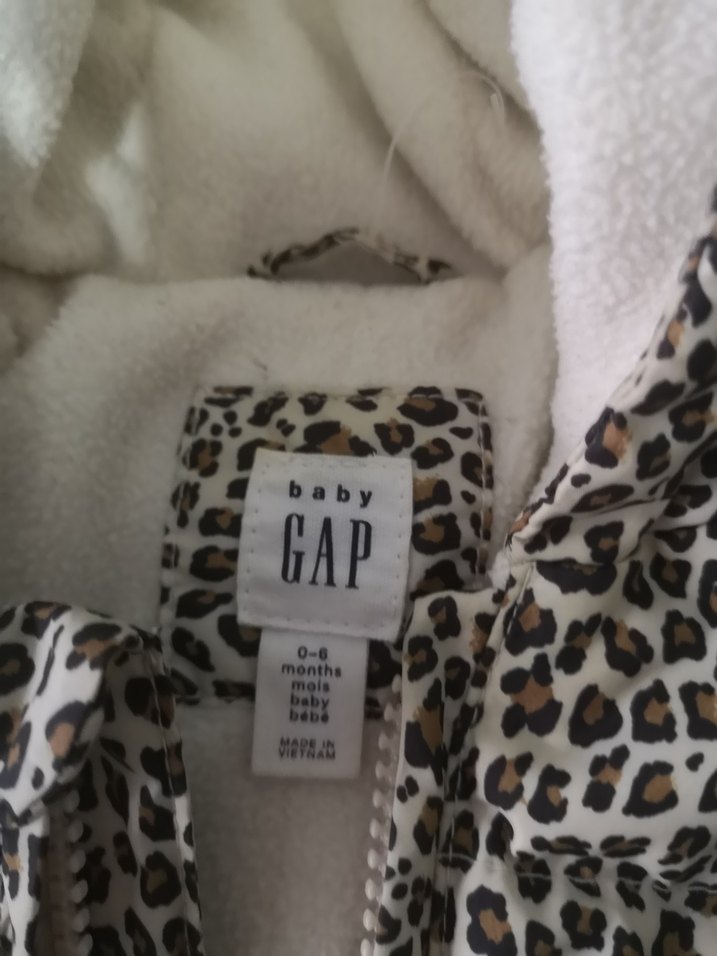 baby
GAP
0-6
months
mois
baby
bébé
MADE IN
VIETNAM